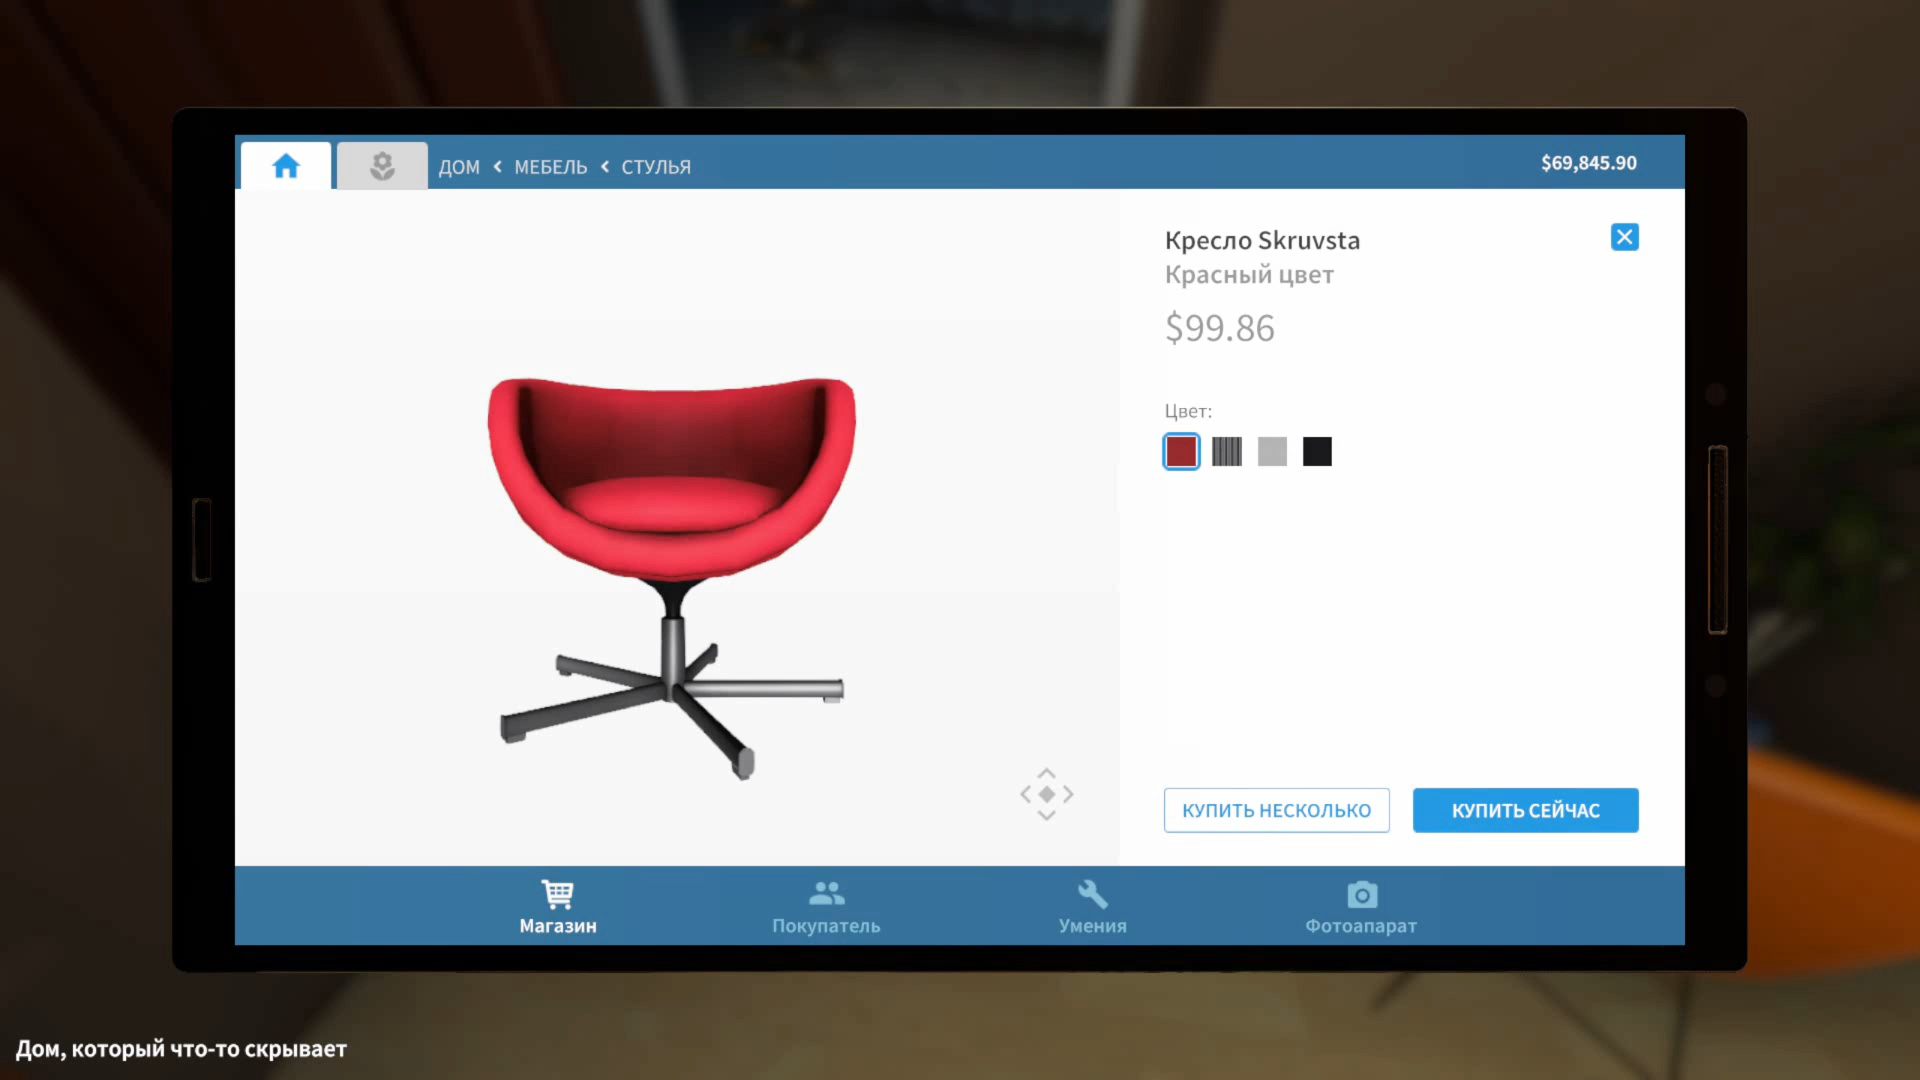 ДОМ < МЕБЕЛЬ < СТУЛЬЯ
$69,845.90
Кресло Skruvsta
Красный цвет
$99.86
Цвет:
КУПИТЬ НЕСКОЛЬКО
КУПИТЬ СЕЙЧАС
Магазин
Покупатель
Умения
Фотоапарат
Дом, который что-то скрывает